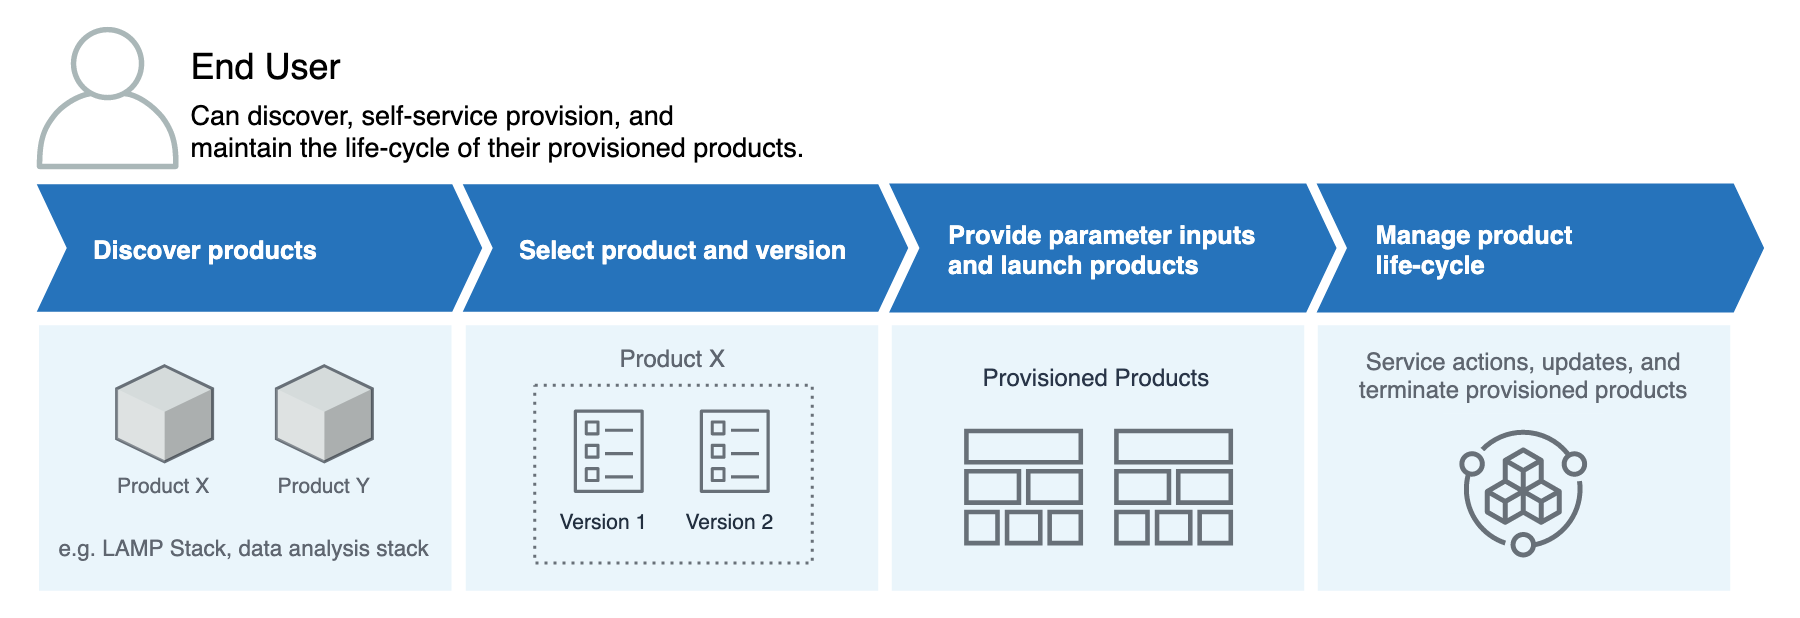 End User
Can discover, self-service provision, and
maintain the life-cycle of their provisioned products.
Discover products
Select product and version
Provide parameter inputs
and launch products
Manage product
life-cycle
Product X
Product Y
e.g. LAMP Stack, data analysis stack
Product X
Version 1
Version 2
Provisioned Products
Service actions, updates, and
terminate provisioned products